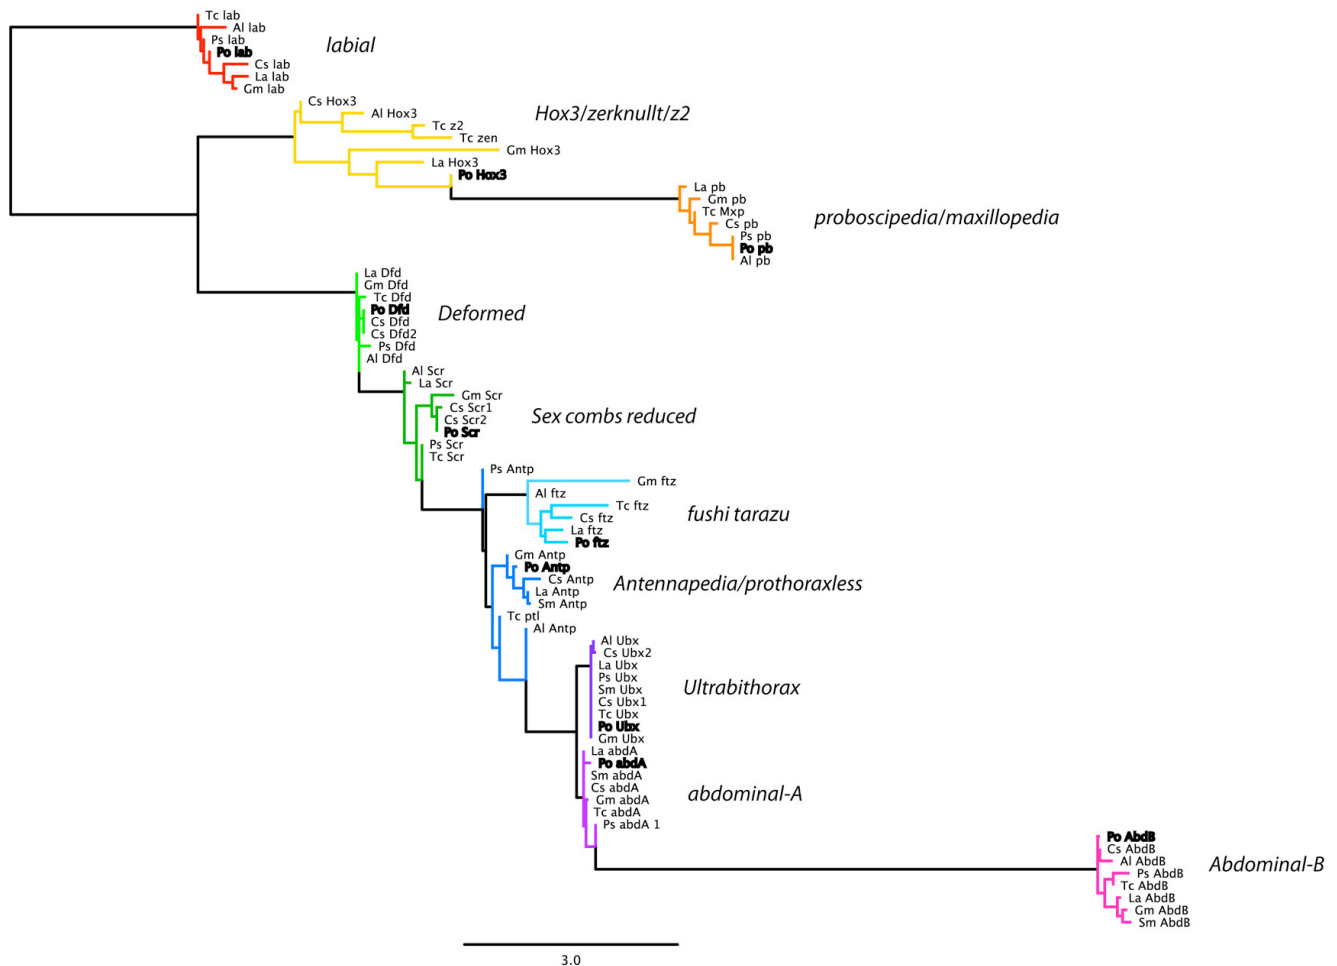 Tc lab
Al lab
Ps lab
Po lab
Cs lab
La lab
Gm lab
labial
Cs Hox3
Al Hox3
Tc z2
Tc zen
Gm Hox3
La Hox3
Po Hox3
Hox3/zerknullt/z2
La pb
Gm pb
Tc Mxp
Cs pb
Ps pb
Po pb
Al pb
proboscipedia/maxillopedia
La Dfd
Gm Dfd
Tc Dfd
Po Dfd
Cs Dfd
Cs Dfd2
Ps Dfd
Al Dfd
Deformed
Al Scr
La Scr
Gm Scr
Cs Scr1
Cs Scr2
Po Scr
Ps Scr
Tc Scr
Sex combs reduced
Ps Antp
Gm ftz
Al ftz
Tc ftz
Cs ftz
La ftz
Po ftz
fushi tarazu
Gm Antp
Po Antp
Cs Antp
La Antp
Sm Antp
Tc ptl
Al Antp
Antennapedia/prothoraxless
Al Ubx
Cs Ubx2
La Ubx
Ps Ubx
Sm Ubx
Cs Ubx1
Tc Ubx
Po Ubx
Gm Ubx
Ultrabithorax
La abdA
Po abdA
Sm abdA
Cs abdA
Gm abdA
Tc abdA
Ps abdA 1
abdominal-A
Po AbdB
Cs AbdB
Al AbdB
Ps AbdB
Tc AbdB
La AbdB
Gm AbdB
Sm AbdB
Abdominal-B
3.0